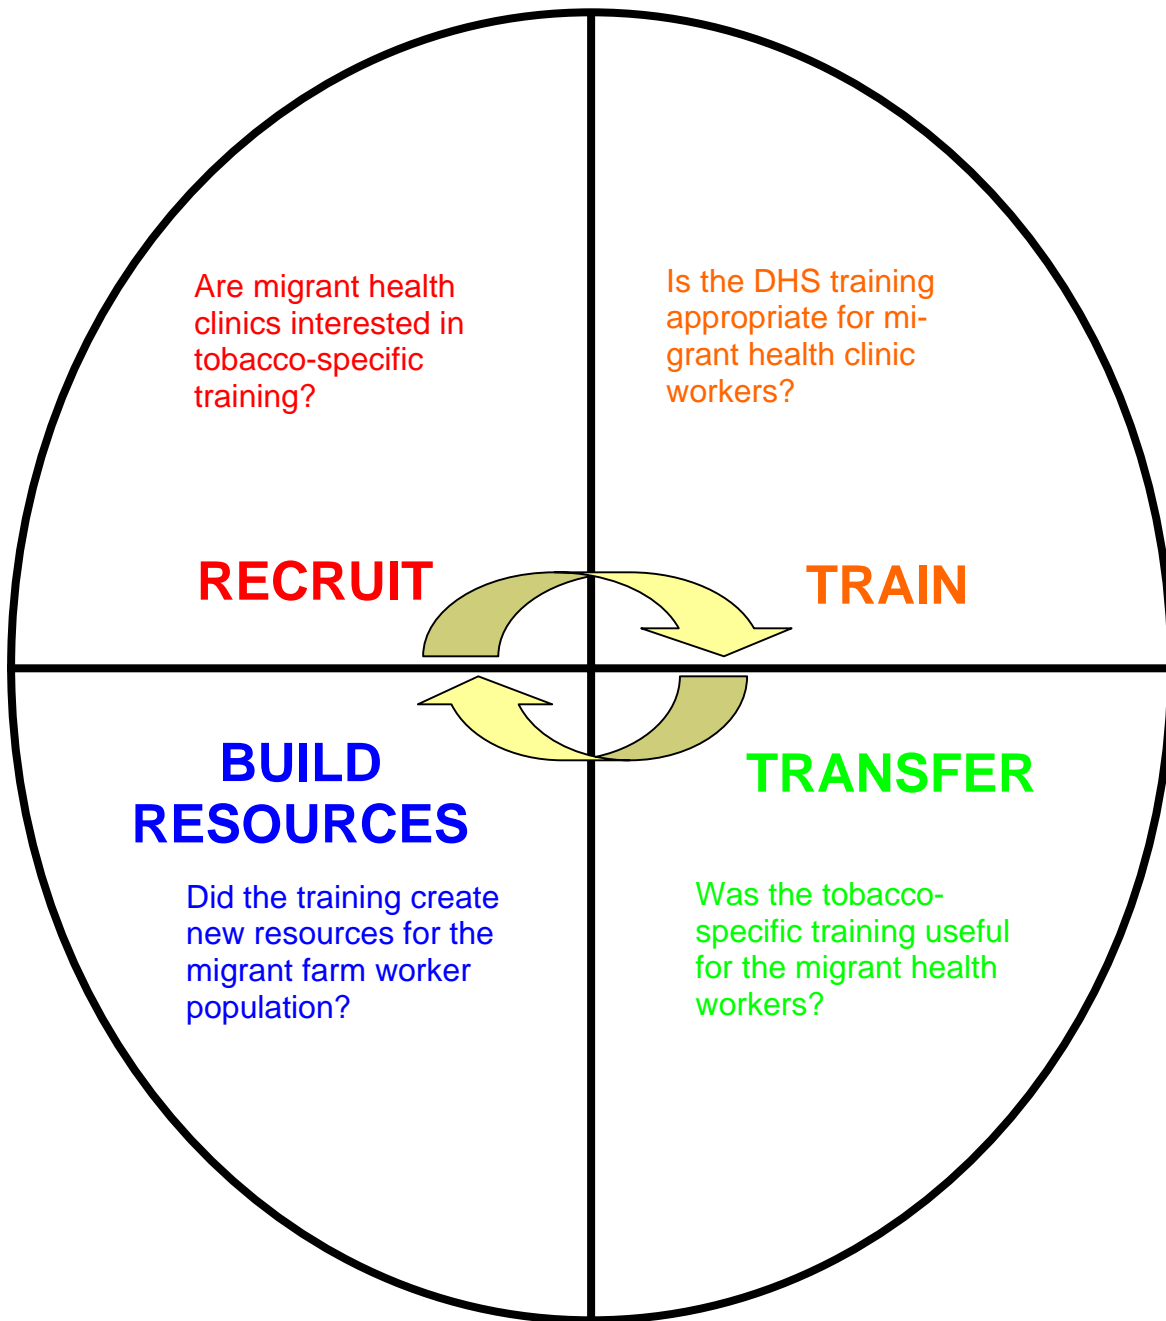 Are migrant health
clinics interested in
tobacco-specific
training?
RECRUIT
Is the DHS training
appropriate for mi-
grant health clinic
workers?
TRAIN
BUILD
RESOURCES
Did the training create
new resources for the
migrant farm worker
population?
TRANSFER
Was the tobacco-
specific training useful
for the migrant health
workers?